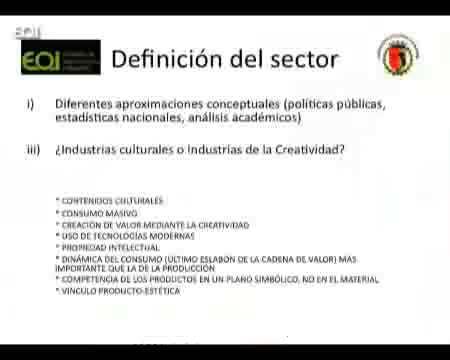 EOI
EOI
Definición del sector
i) Diferentes aproximaciones conceptuales (políticas públicas,
estadísticas nacionales, análisis académicos)
iii) ¿Industrias culturales o Industrias de la Creatividad?
* CONTENIDOS CULTURALES
* CONSUMO MASIVO
* CREACIÓN DE VALOR MEDIANTE LA CREATIVIDAD
* USO DE TECNOLOGÍAS MODERNAS
* PROPIEDAD INTELECTUAL
* DINÁMICA DEL CONSUMO (ÚLTIMO ESLABÓN DE LA CADENA DE VALOR) MÁS
IMPORTANTE QUE LA DE LA PRODUCCIÓN
* COMPETENCIA DE LOS PRODUCTOS EN UN PLANO SIMBÓLICO, NO EN EL MATERIAL
* VÍNCULO PRODUCTO-ESTÉTICA